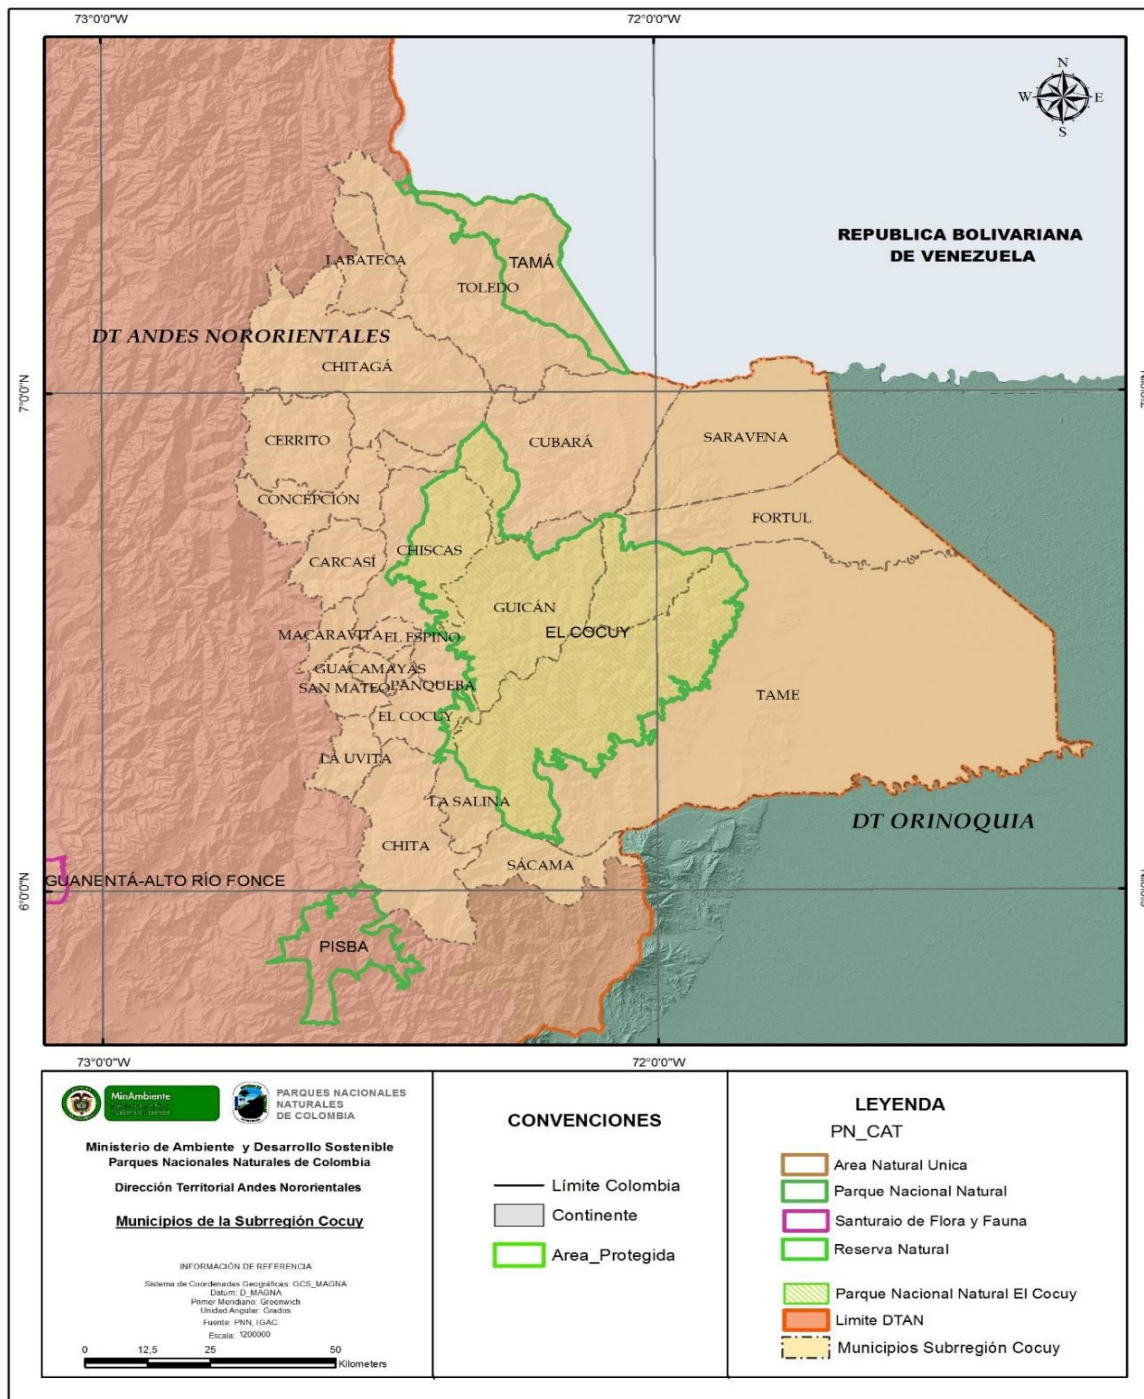 73°0'0"W
72°0'0"W
N
W
E
S
REPUBLICA BOLIVARIANA
DE VENEZUELA
LABATECA
TAMÁ
TOLEDO
DT ANDES NORORIENTALES
CHITAGÁ
7°0'0"N
CERRITO
CUBARÁ
SARAVENA
CONCEPCIÓN
FORTUL
CHISCAS
CARCASÍ
GUICÁN
MACARAVITA
EL ESPINO
EL COCUY
GUACAMAYAS
SAN MATEO
PANQUEBA
TAME
EL COCUY
LA UVITA
LA SALINA
DT ORINOQUIA
CHITA
SÁCAMA
GUANENTÁ-ALTO RÍO FONCE
6°0'0"N
PISBA
73°0'0"W
72°0'0"W
MinAmbiente
PARQUES NACIONALES
NATURALES
DE COLOMBIA
Ministerio de Ambiente y Desarrollo Sostenible
Parques Nacionales Naturales de Colombia
Dirección Territorial Andes Nororientales
Municipios de la Subrregión Cocuy
INFORMACIÓN DE REFERENCIA
Sistema de Coordenadas Geográficas: GCS_MAGNA
Datum: D_MAGNA
Primer Meridiano: Greenwich
Unidad Angular: Grados
Fuente: PNN, IGAC.
Escala: 1200000
0 12,5 25 50
Kilometers
CONVENCIONES
Límite Colombia
Continente
Area_Protegida
LEYENDA
PN_CAT
Area Natural Unica
Parque Nacional Natural
Santuraio de Flora y Fauna
Reserva Natural
Parque Nacional Natural El Cocuy
Limite DTAN
Municipios Subrregión Cocuy